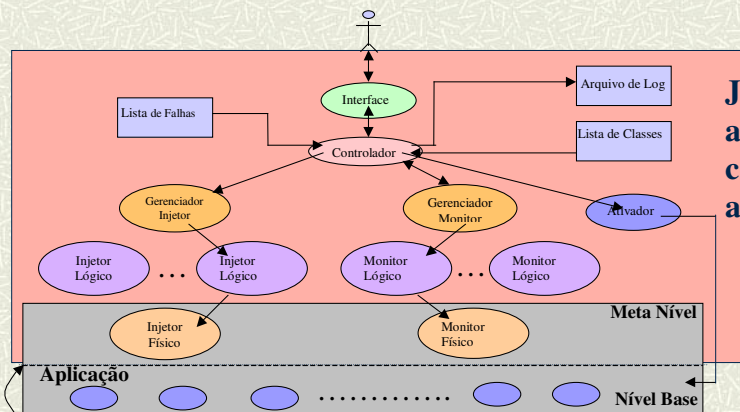 Interface
Arquivo de Log
Lista de Falhas
Lista de Classes
Controlador
Gerenciador
Injetor
Gerenciador
Monitor
Ativador
Injetor
Lógico
...
Injetor
Lógico
Monitor
Lógico
...
Monitor
Lógico
Meta Nível
Injetor
Físico
Monitor
Físico
Aplicação
Nível Base
J
a
c
a